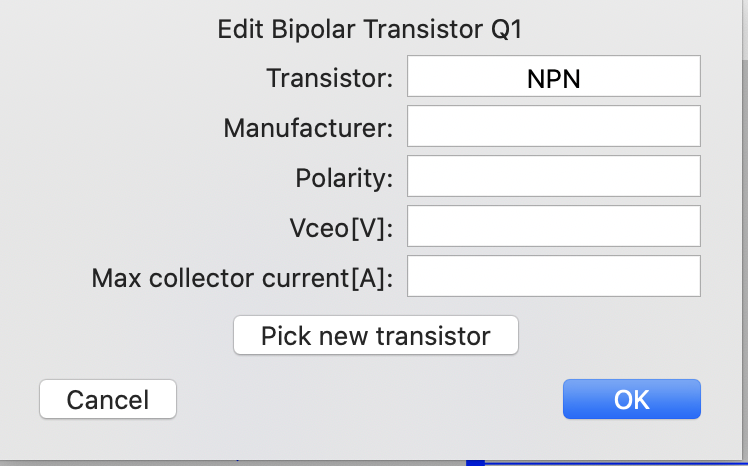 Edit Bipolar Transistor Q1
Transistor: NPN
Manufacturer:
Polarity:
Vceo[V]:
Max collector current[A]:
Pick new transistor
Cancel OK